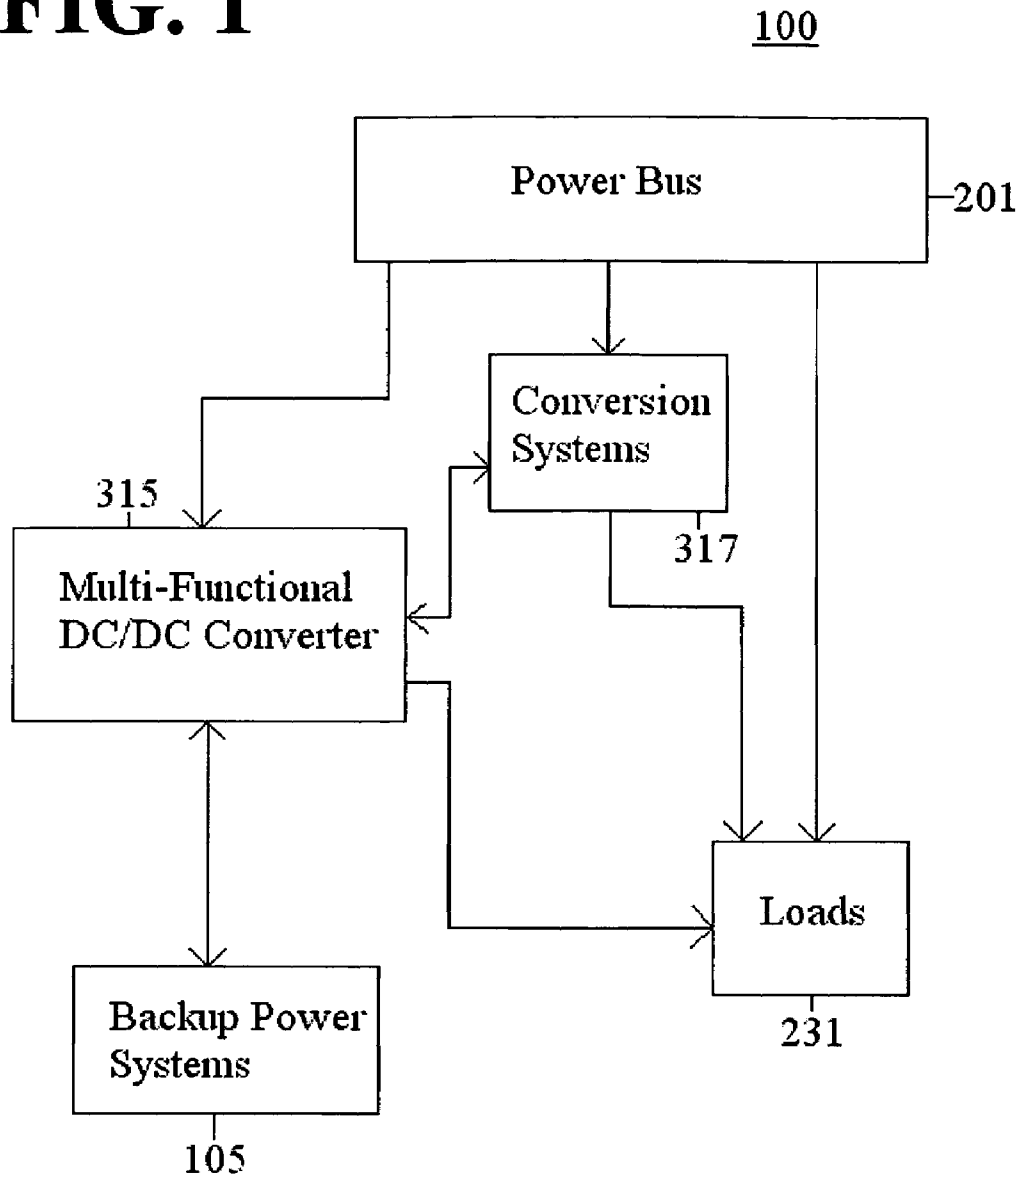 FIG. 1
100
Power Bus
201
Conversion
Systems
315
317
Multi-Functional
DC/DC Converter
Loads
231
Backup Power
Systems
105